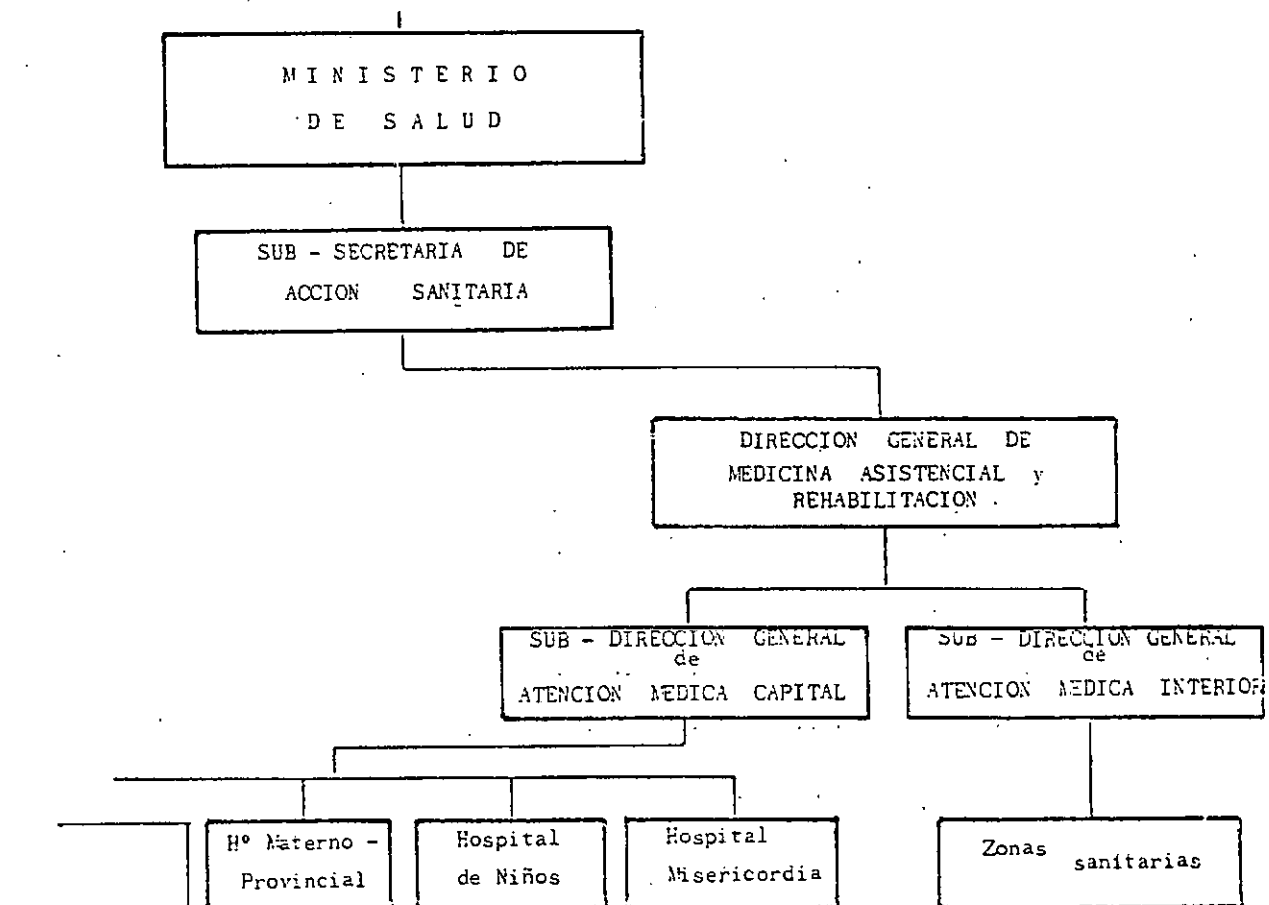 MINISTERIO
DE SALUD
SUB - SECRETARIA DE
ACCION SANITARIA
DIRECCION GENERAL DE
MEDICINA ASISTENCIAL y
REHABILITACION
SUB - DIRECCION GENERAL
de
ATENCION MEDICA CAPITAL
SUB - DIRECCION GENERAL
de
ATENCION MEDICA INTERIOR
Hº Materno -
Provincial
Hospital
de Niños
Hospital
Misericordia
Zonas sanitarias